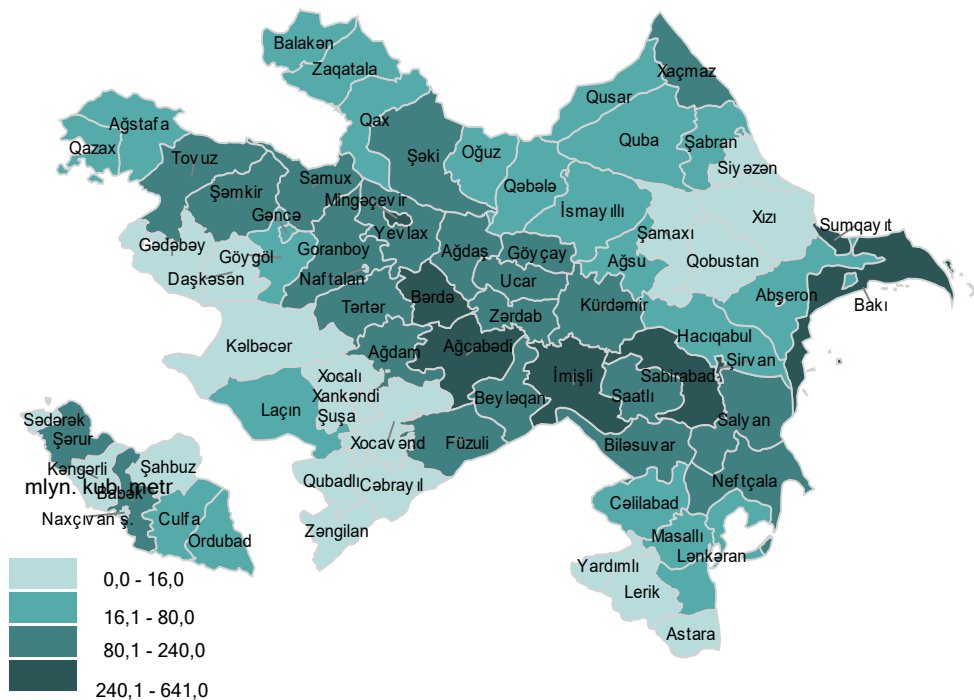 Balakən
Zaqatala
Xaçmaz
Qusar
Ağstafa
Qax
Quba
Şabran
Qazax
Tovuz
Şəki
Oğuz
Siyəzən
Şəmkir
Samux
Qəbələ
Mingəçevir
İsmayıllı
Xızı
Gəncə
Yevlax
Sumqayıt
Gədəbəy
Göygöl
Goranboy
Ağdaş
Göyçay
Şamaxı
Qobustan
Daşkəsən
Naftalan
Ucar
Ağsu
Abşeron
Bakı
Tərtər
Bərdə
Zərdab
Kürdəmir
Kəlbəcər
Ağdam
Ağcabədi
Hacıqabul
Şirvan
Xocalı
İmişli
Sabirabad
Xankəndi
Beyləqan
Saatlı
Laçın
Şuşa
Salyan
Sədərək
Şərur
Xocavənd
Füzuli
Biləsuvar
Kəngərli
Şahbuz
Qubadlı
Cəbrayıl
Neftçala
mlyn. kub. metr
Babək
Cəlilabad
Naxçıvan ş.
Culfa
Ordubad
Zəngilan
Masallı
Lənkəran
Yardımlı
Lerik
Astara
0,0 - 16,0
16,1 - 80,0
80,1 - 240,0
240,1 - 641,0